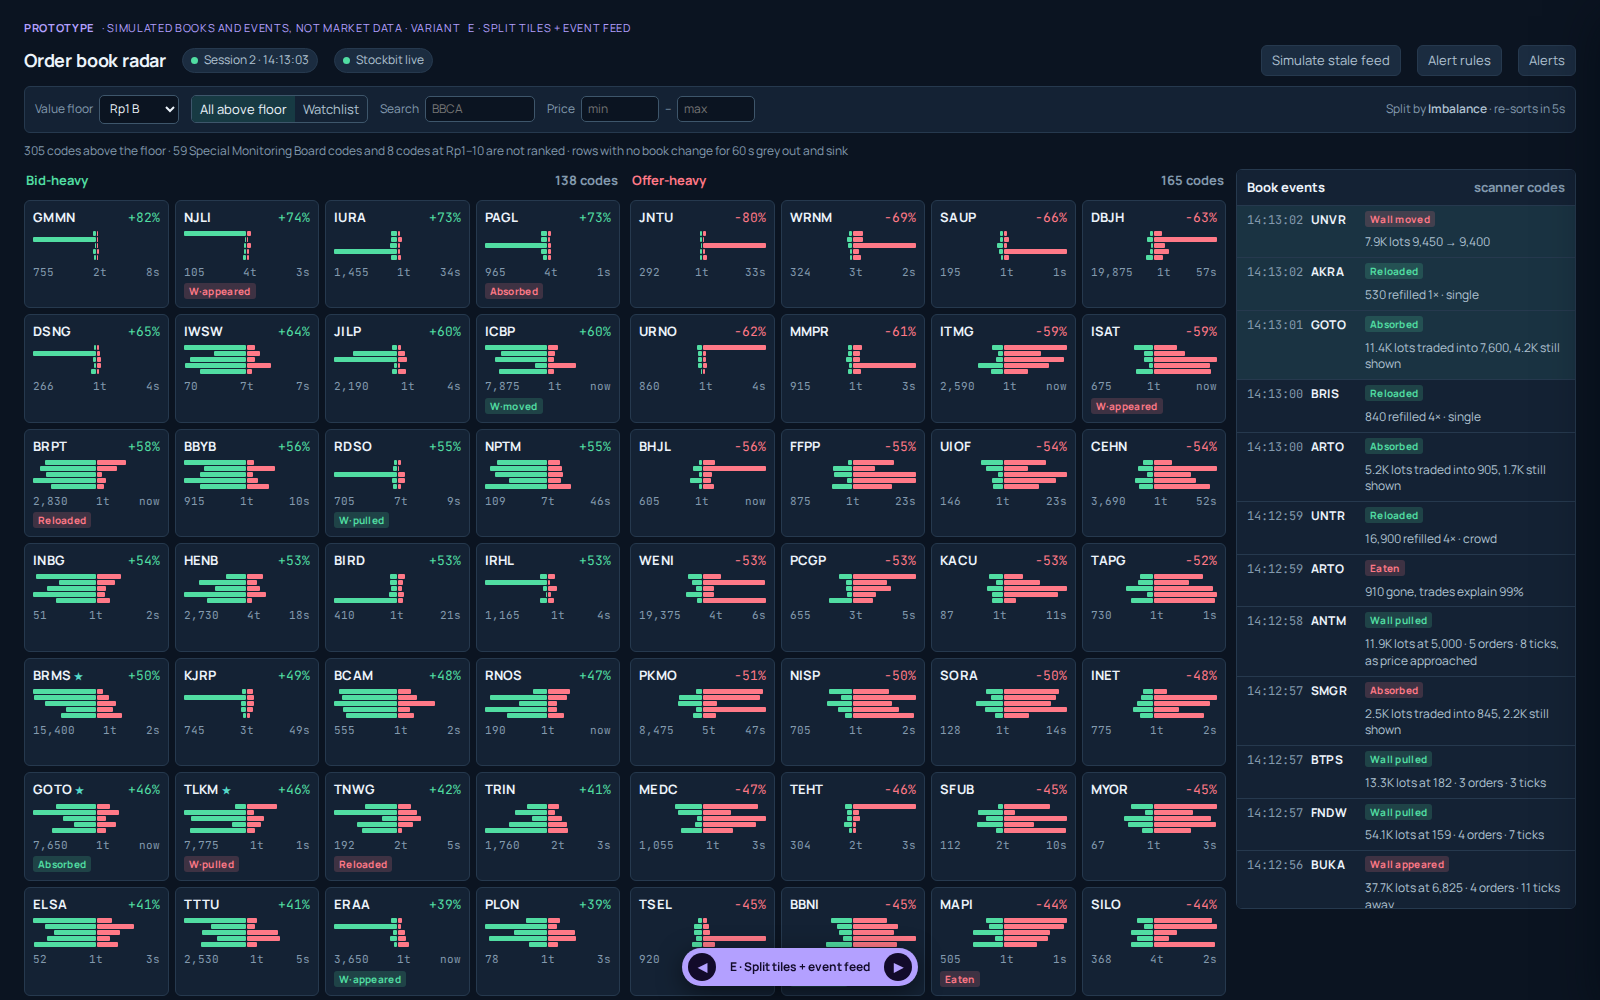 PROTOTYPE · SIMULATED BOOKS AND EVENTS, NOT MARKET DATA · VARIANT E · SPLIT TILES + EVENT FEED
Order book radar
Session 2 · 14:13:03
Stockbit live
Simulate stale feed
Alert rules
Alerts
Value floor
Rp1 B
All above floor
Watchlist
Search
BBCA
Price
min
–
max
Split by Imbalance · re-sorts in 5s
305 codes above the floor · 59 Special Monitoring Board codes and 8 codes at Rp1–10 are not ranked · rows with no book change for 60 s grey out and sink
Bid-heavy
138 codes
GMMN +82%
755 2t 8s
NJLI +74%
105 4t 3s
W·appeared
IURA +73%
1,455 1t 34s
PAGL +73%
965 4t 1s
Absorbed
DSNG +65%
266 1t 4s
IWSW +64%
70 7t 7s
JILP +60%
2,190 1t 4s
ICBP +60%
7,875 1t now
W·moved
BRPT +58%
2,830 1t now
Reloaded
BBYB +56%
915 1t 10s
RDSO +55%
705 7t 9s
W·pulled
NPTM +55%
109 7t 46s
INBG +54%
51 1t 2s
HENB +53%
2,730 4t 18s
BIRD +53%
410 1t 21s
IRHL +53%
1,165 1t 4s
BRMS ★ +50%
15,400 1t 2s
KJRP +49%
745 3t 49s
BCAM +48%
555 1t 2s
RNOS +47%
190 1t now
GOTO ★ +46%
7,650 1t now
Absorbed
TLKM ★ +46%
7,775 1t 1s
W·pulled
TNWG +42%
192 2t 5s
Reloaded
TRIN +41%
1,760 2t 3s
ELSA +41%
52 1t 3s
TTTU +41%
2,530 1t 5s
ERAA +39%
3,650 1t now
W·appeared
PLON +39%
78 1t 3s
Offer-heavy
165 codes
JNTU -80%
292 1t 33s
WRNM -69%
324 3t 2s
SAUP -66%
195 1t 1s
DBJH -63%
19,875 1t 57s
URNO -62%
860 1t 4s
MMPR -61%
915 1t 3s
ITMG -59%
2,590 1t now
ISAT -59%
675 1t now
W·appeared
BHJL -56%
605 1t now
FFPP -55%
875 1t 23s
UIOF -54%
146 1t 23s
CEHN -54%
3,690 1t 52s
WENI -53%
19,375 4t 6s
PCGP -53%
655 3t 5s
KACU -53%
87 1t 11s
TAPG -52%
730 1t 1s
PKMO -51%
8,475 5t 47s
NISP -50%
705 1t 2s
SORA -50%
128 1t 14s
INET -48%
775 1t 2s
MEDC -47%
1,055 1t 3s
TEHT -46%
304 2t 3s
SFUB -45%
112 2t 10s
MYOR -45%
67 1t 3s
TSEL -45%
920
BBNI -45%
MAPI -44%
505 1t 1s
Eaten
SILO -44%
368 4t 2s
Book events
scanner codes
14:13:02 UNVR Wall moved
7.9K lots 9,450 → 9,400
14:13:02 AKRA Reloaded
530 refilled 1× · single
14:13:01 GOTO Absorbed
11.4K lots traded into 7,600, 4.2K still
shown
14:13:00 BRIS Reloaded
840 refilled 4× · single
14:13:00 ARTO Absorbed
5.2K lots traded into 905, 1.7K still
shown
14:12:59 UNTR Reloaded
16,900 refilled 4× · crowd
14:12:59 ARTO Eaten
910 gone, trades explain 99%
14:12:58 ANTM Wall pulled
11.9K lots at 5,000 · 5 orders · 8 ticks,
as price approached
14:12:57 SMGR Absorbed
2.5K lots traded into 845, 2.2K still
shown
14:12:57 BTPS Wall pulled
13.3K lots at 182 · 3 orders · 3 ticks
14:12:57 FNDW Wall pulled
54.1K lots at 159 · 4 orders · 7 ticks
14:12:56 BUKA Wall appeared
37.7K lots at 6,825 · 4 orders · 11 ticks
away
◀ E · Split tiles + event feed ▶